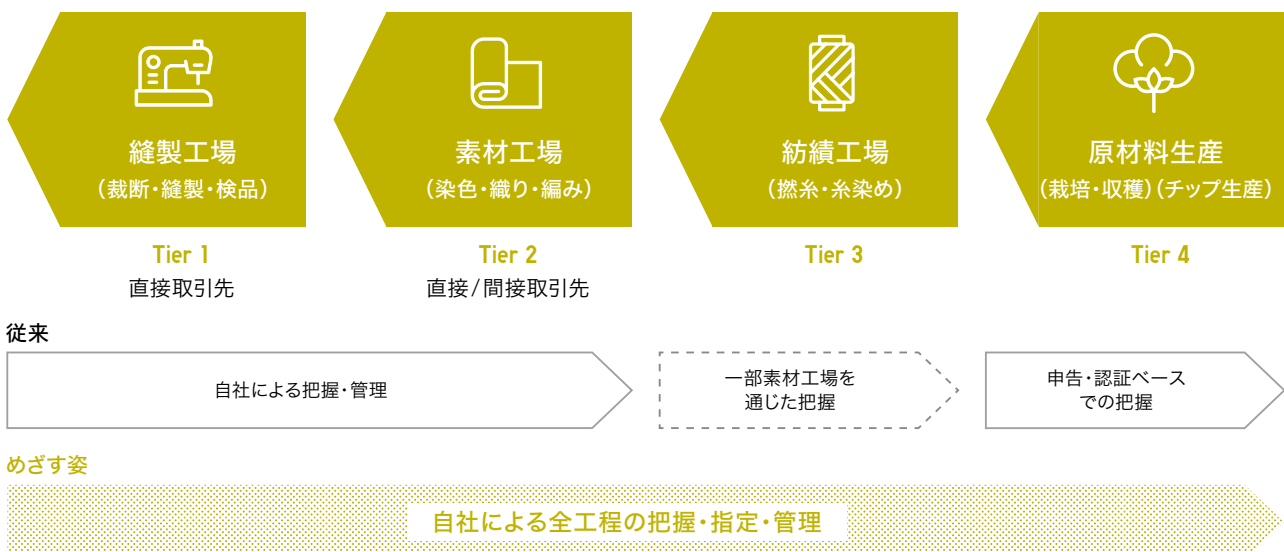 縫製工場
（裁断・縫製・検品）
Tier 1
直接取引先
素材工場
（染色・織り・編み）
Tier 2
直接/間接取引先
紡績工場
（撚糸・糸染め）
Tier 3
原材料生産
（栽培・収穫）（チップ生産）
Tier 4
従来
自社による把握・管理
一部素材工場を
通じた把握
申告・認証ベース
での把握
めざす姿
自社による全工程の把握・指定・管理